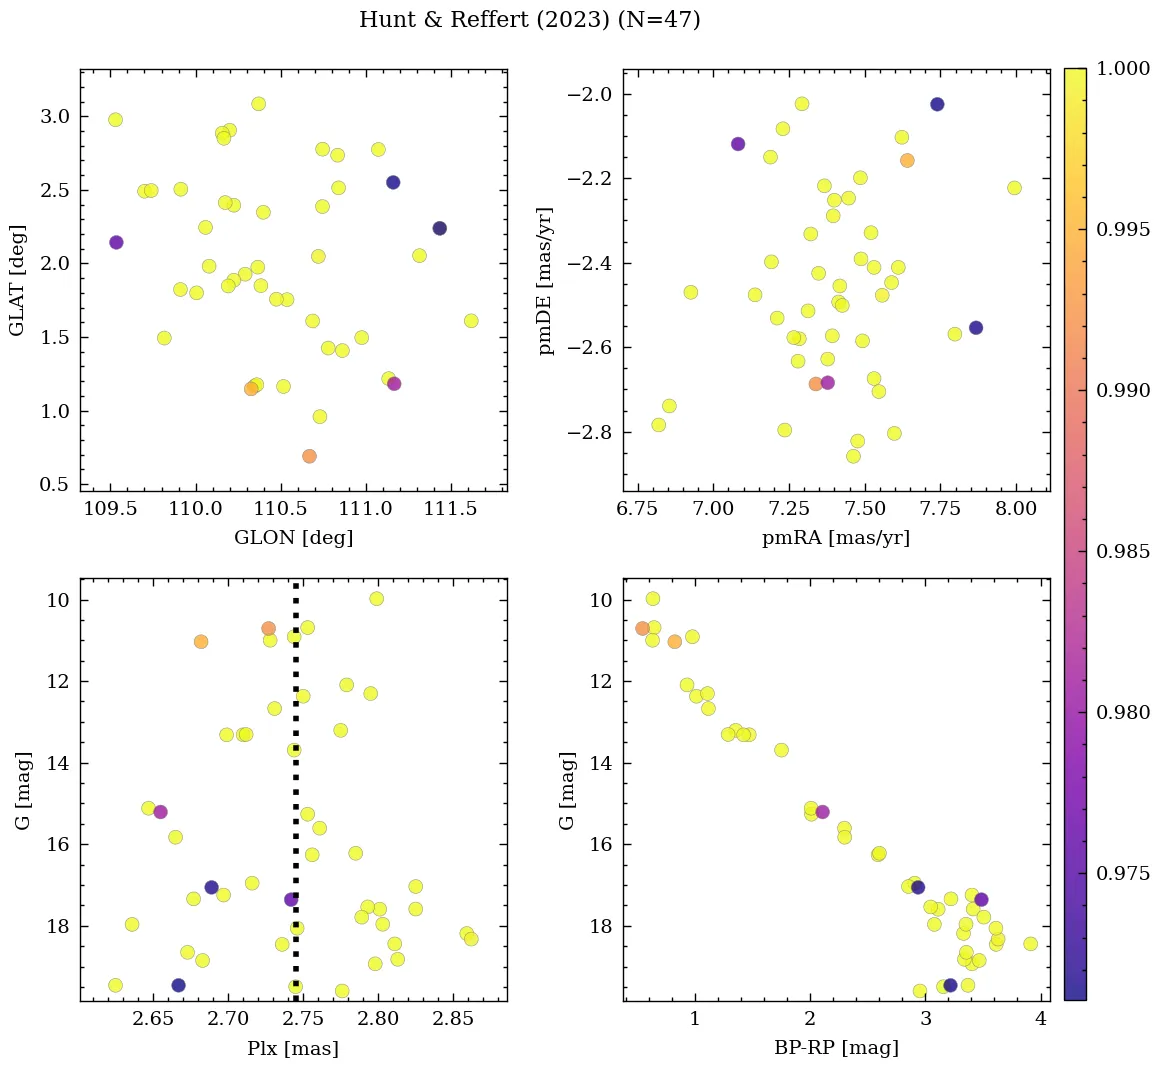 Hunt & Reffert (2023) (N=47)
3.0
2.5
2.0
1.5
1.0
0.5
GLAT [deg]
109.5 110.0 110.5 111.0 111.5
GLON [deg]
−2.0
−2.2
−2.4
−2.6
−2.8
pmDE [mas/yr]
6.75 7.00 7.25 7.50 7.75 8.00
pmRA [mas/yr]
1.000
0.995
0.990
0.985
0.980
0.975
10
12
14
16
18
G [mag]
2.65 2.70 2.75 2.80 2.85
Plx [mas]
10
12
14
16
18
G [mag]
1 2 3 4
BP-RP [mag]